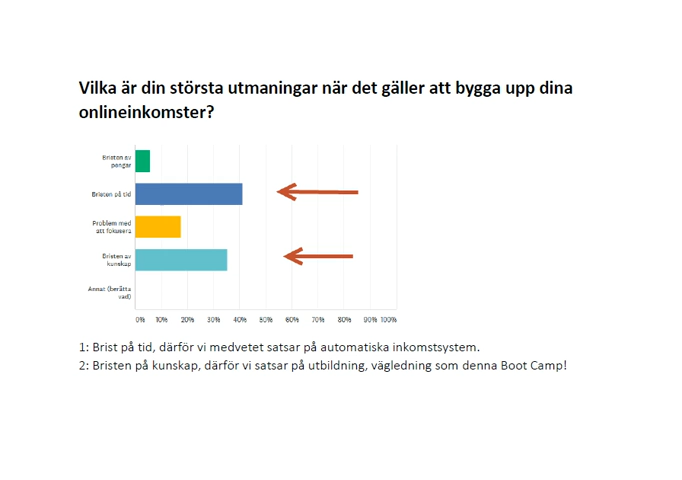 Vilka är din största utmaningar när det gäller att bygga upp dina
onlineinkomster?
Bristen av
pengar
Bristen på tid
Problem med
att fokusera
Bristen av
kunskap
Annat (berätta
vad)
0% 10% 20% 30% 40% 50% 60% 70% 80% 90% 100%
1: Brist på tid, därför vi medvetet satsar på automatiska inkomstsystem.
2: Bristen på kunskap, därför vi satsar på utbildning, vägledning som denna Boot Camp!